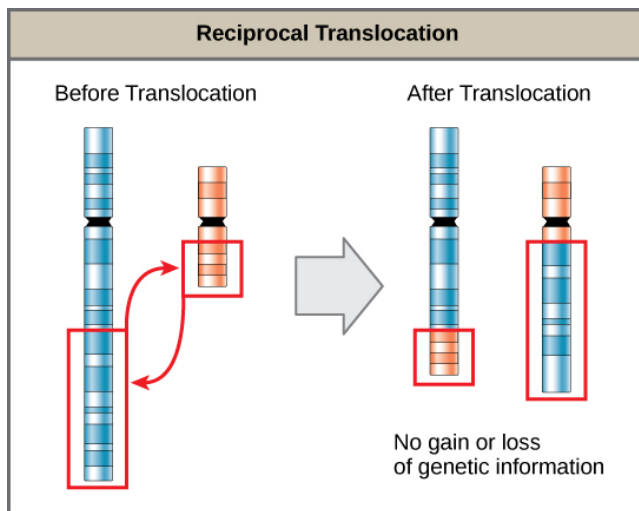 Reciprocal Translocation
Before Translocation
After Translocation
No gain or loss
of genetic information